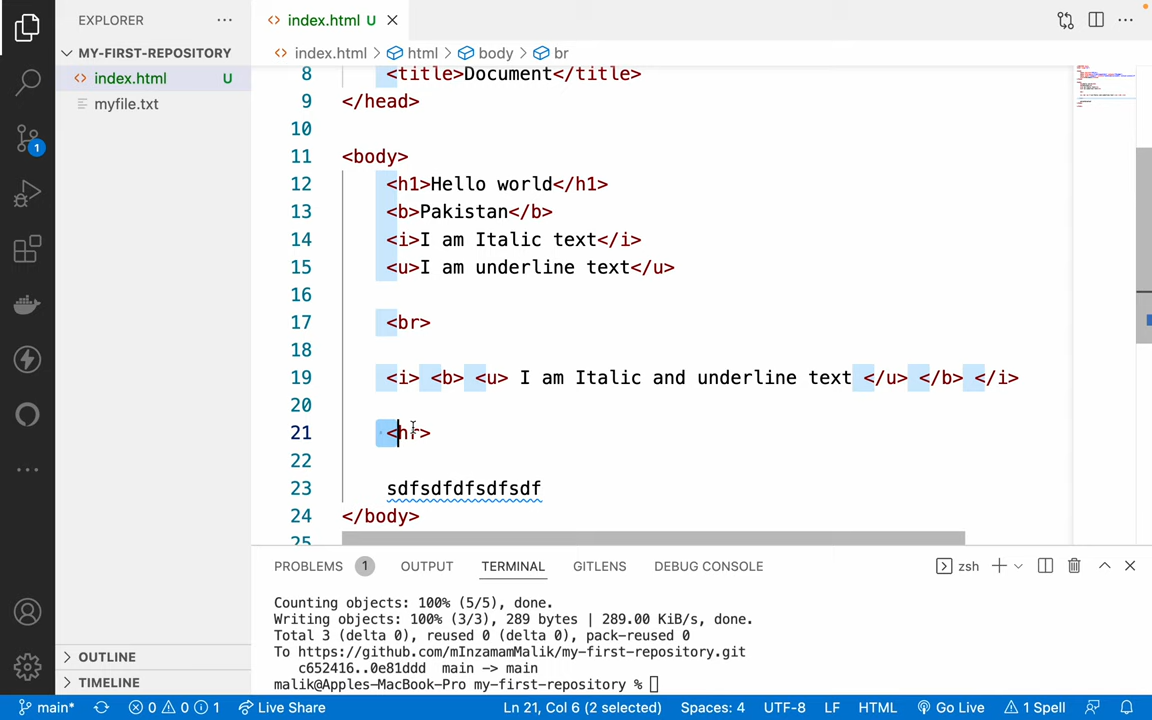 EXPLORER
index.html U
MY-FIRST-REPOSITORY
index.html > html > body > br
index.html U
myfile.txt
8 <title>Document</title>
9 </head>
10
11 <body>
12 <h1>Hello world</h1>
13 <b>Pakistan</b>
14 <i>I am Italic text</i>
15 <u>I am underline text</u>
16
17 <br>
18
19 <i> <b> <u> I am Italic and underline text </u> </b> </i>
20
21 <hr>
22
23 sdfsdfdfsdfsdf
24 </body>
25
1
PROBLEMS 1 OUTPUT TERMINAL GITLENS DEBUG CONSOLE zsh
Counting objects: 100% (5/5), done.
Writing objects: 100% (3/3), 289 bytes | 289.00 KiB/s, done.
Total 3 (delta 0), reused 0 (delta 0), pack-reused 0
To https://github.com/mInzamamMalik/my-first-repository.git
c652416..0e81ddd main -> main
malik@Apples-MacBook-Pro my-first-repository %
OUTLINE
TIMELINE
main* 0 0 1 Live Share Ln 21, Col 6 (2 selected) Spaces: 4 UTF-8 LF HTML Go Live 1 Spell